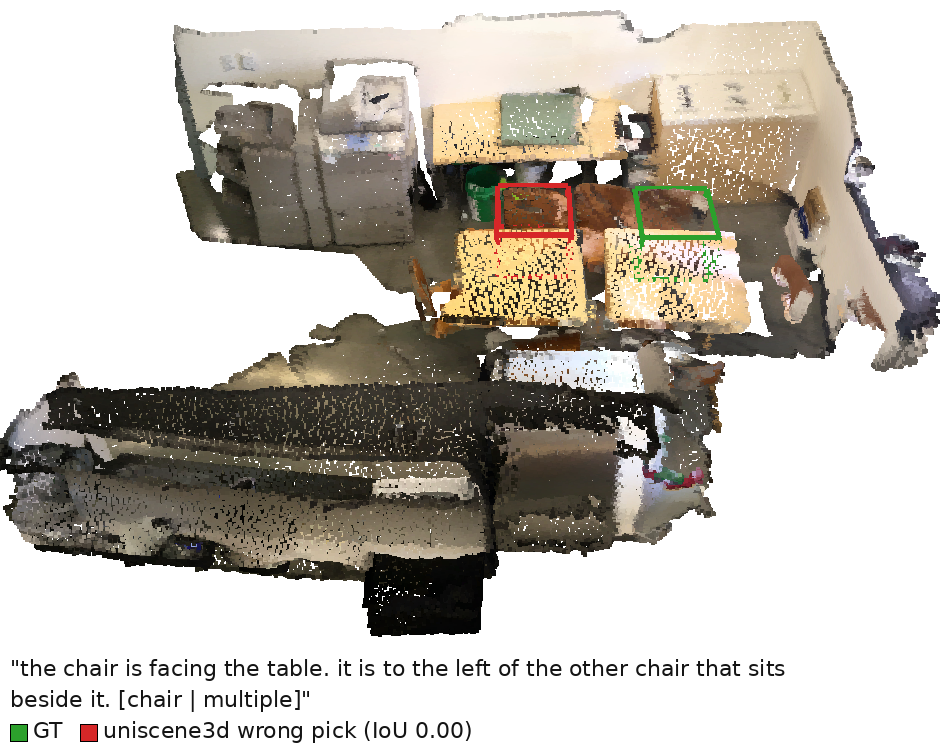 "the chair is facing the table. it is to the left of the other chair that sits
beside it. [chair | multiple]"
GT uniscene3d wrong pick (IoU 0.00)